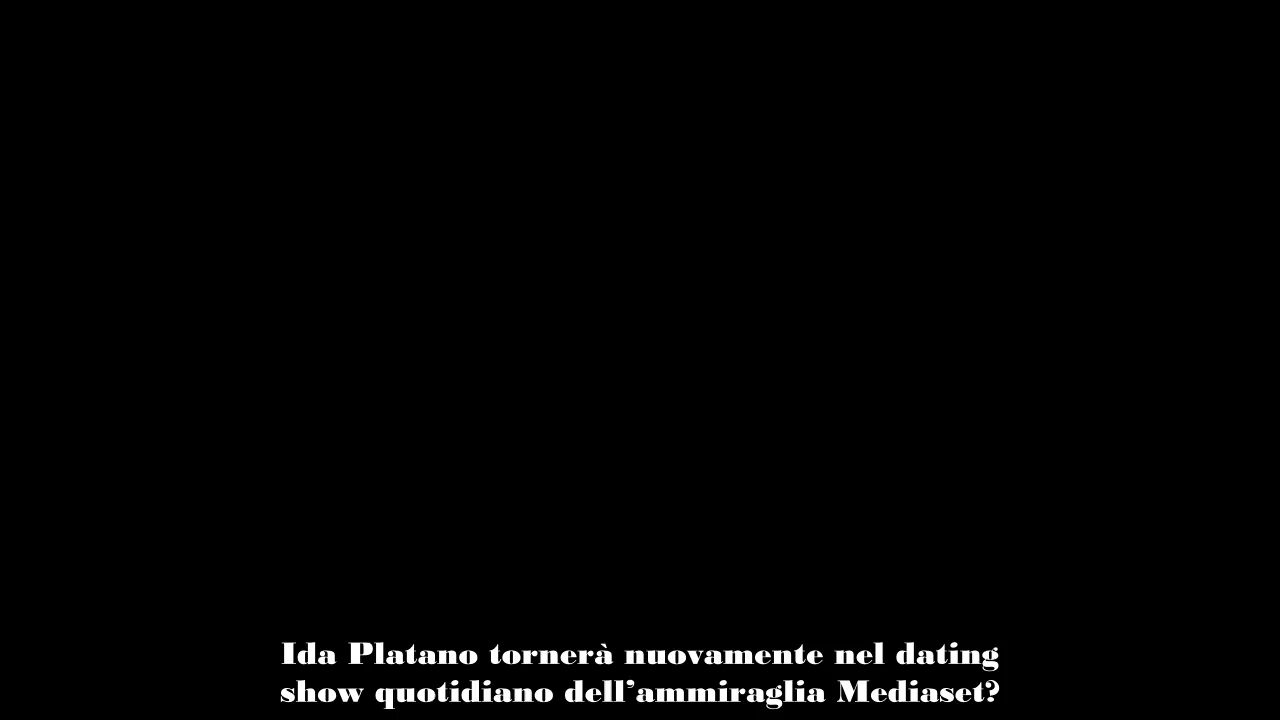 Ida Platano tornerà nuovamente nel dating
show quotidiano dell’ammiraglia Mediaset?